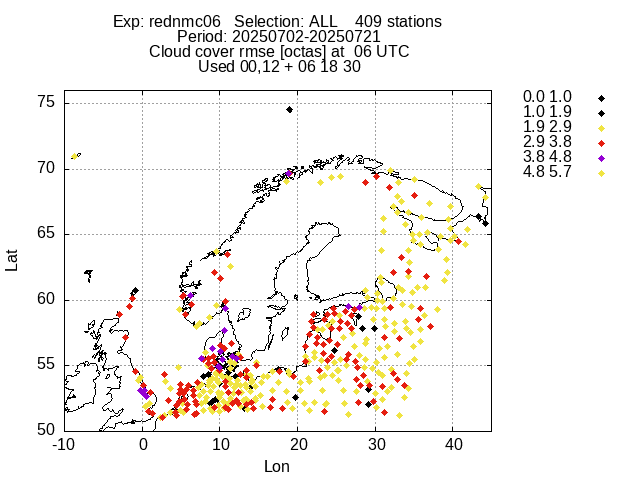 Exp: rednmc06   Selection: ALL    409 stations
Period: 20250702-20250721
Cloud cover rmse [octas] at  06 UTC
Used 00,12 + 06 18 30
0.0 1.0
1.0 1.9
1.9 2.9
2.9 3.8
3.8 4.8
4.8 5.7
75
70
65
60
55
50
Lat
-10 0 10 20 30 40
Lon